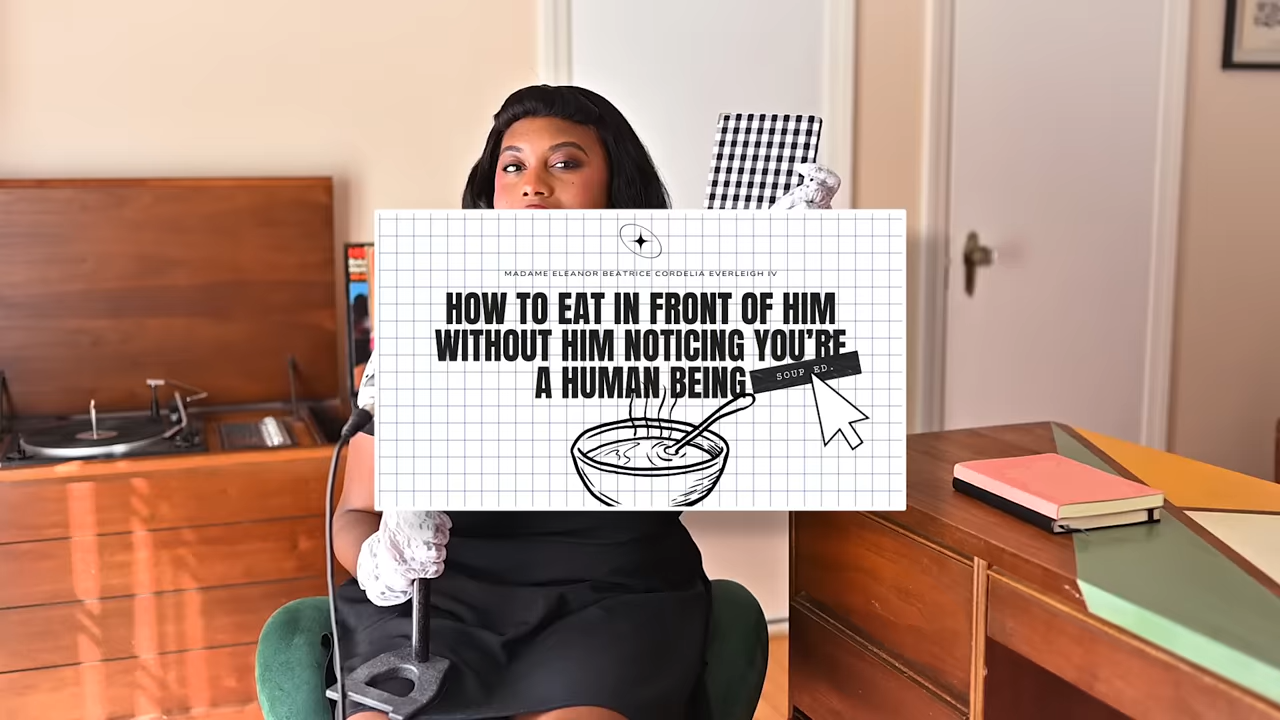 MADAME ELEANOR BEATRICE CORDELIA EVERLEIGH IV
HOW TO EAT IN FRONT OF HIM
WITHOUT HIM NOTICING YOU'RE
A HUMAN BEING
SOUP ED.